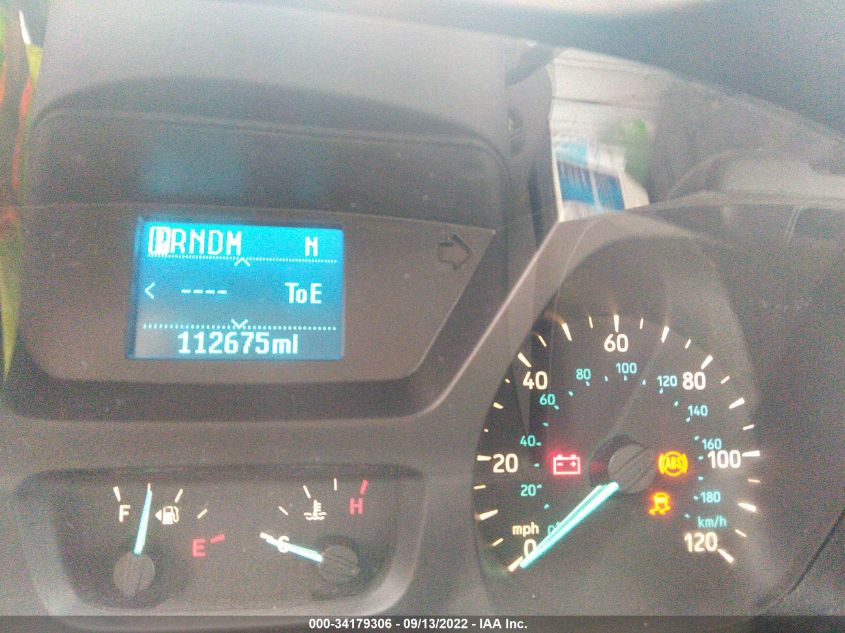 PRNDM N
< ---- ToE
112675mi
F E
C H
0 20 40 60 80 100 120
mph
20 40 60 80 100 120 140 160 180
km/h
ABS
000-34179306 - 09/13/2022 - IAA Inc.